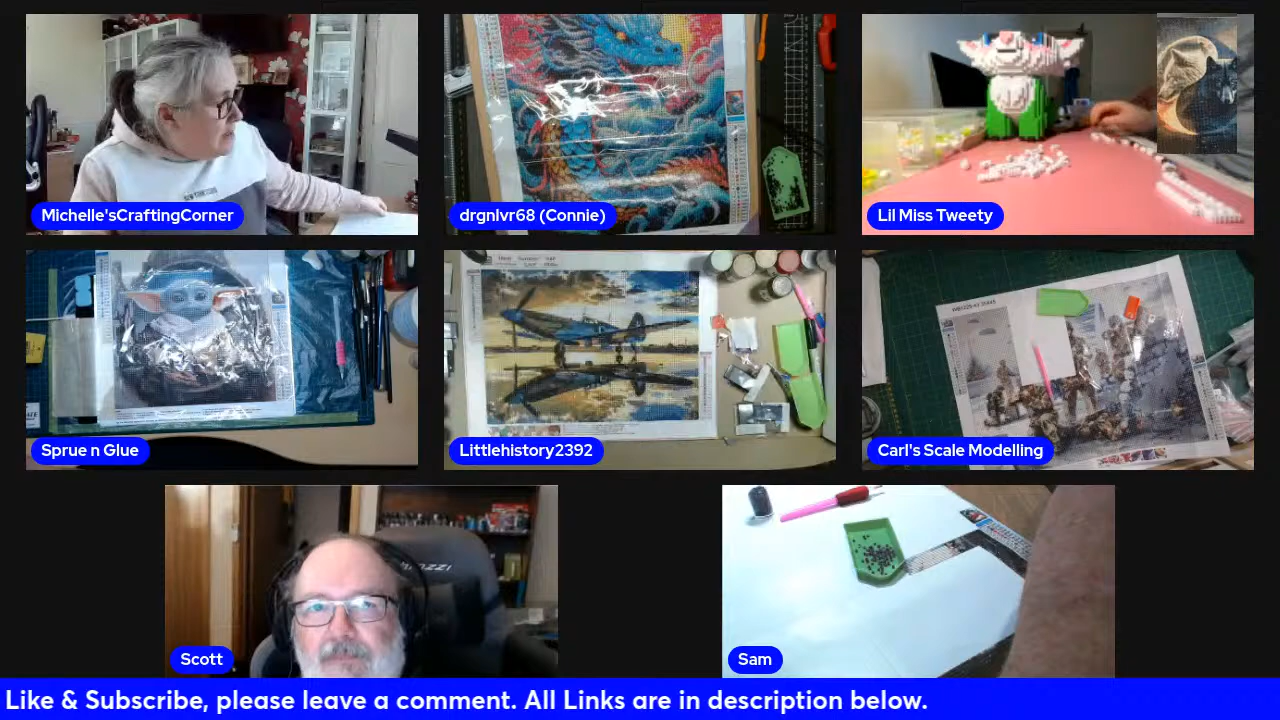 Michelle'sCraftingCorner
drgnlvr68 (Connie)
Lil Miss Tweety
Sprue n Glue
Littlehistory2392
Carl's Scale Modelling
Scott
Sam
Like & Subscribe, please leave a comment. All Links are in description below.